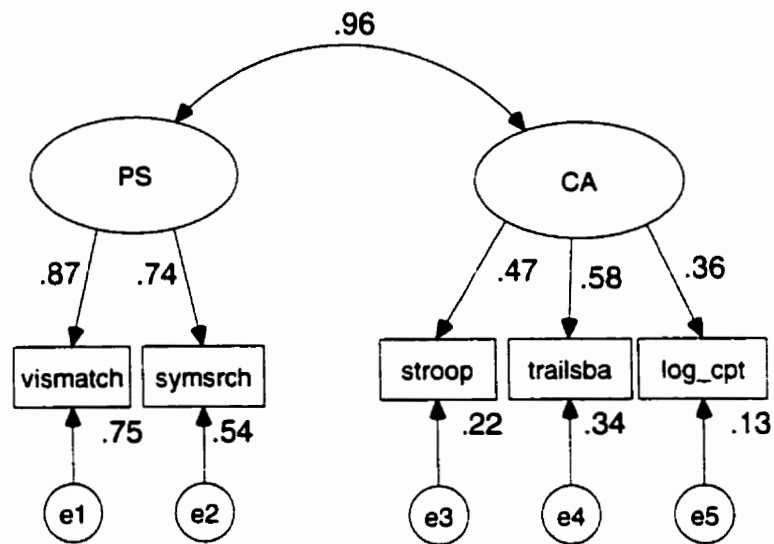 .96
PS
CA
.87
.74
.47
.58
.36
vismatch
symsrch
stroop
trailsba
log_cpt
.75
.54
.22
.34
.13
e1
e2
e3
e4
e5